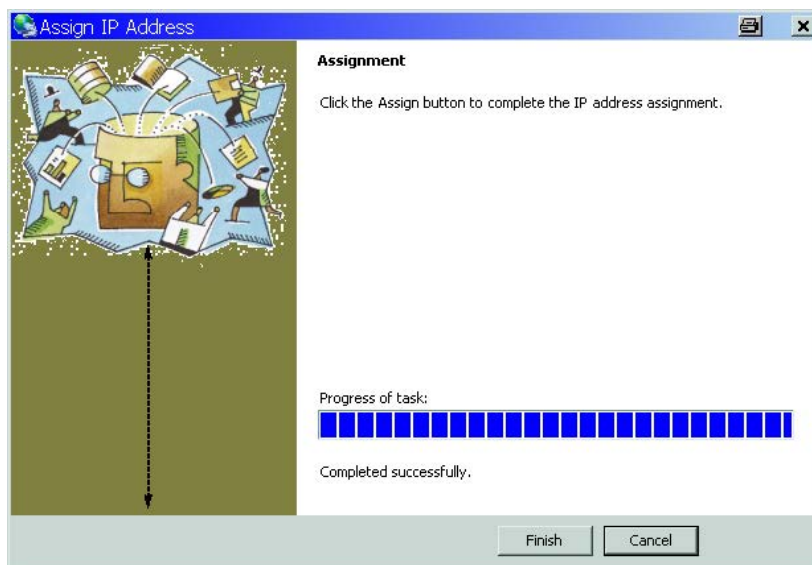 Assign IP Address
Assignment
Click the Assign button to complete the IP address assignment.
Progress of task:
Completed successfully.
Finish
Cancel